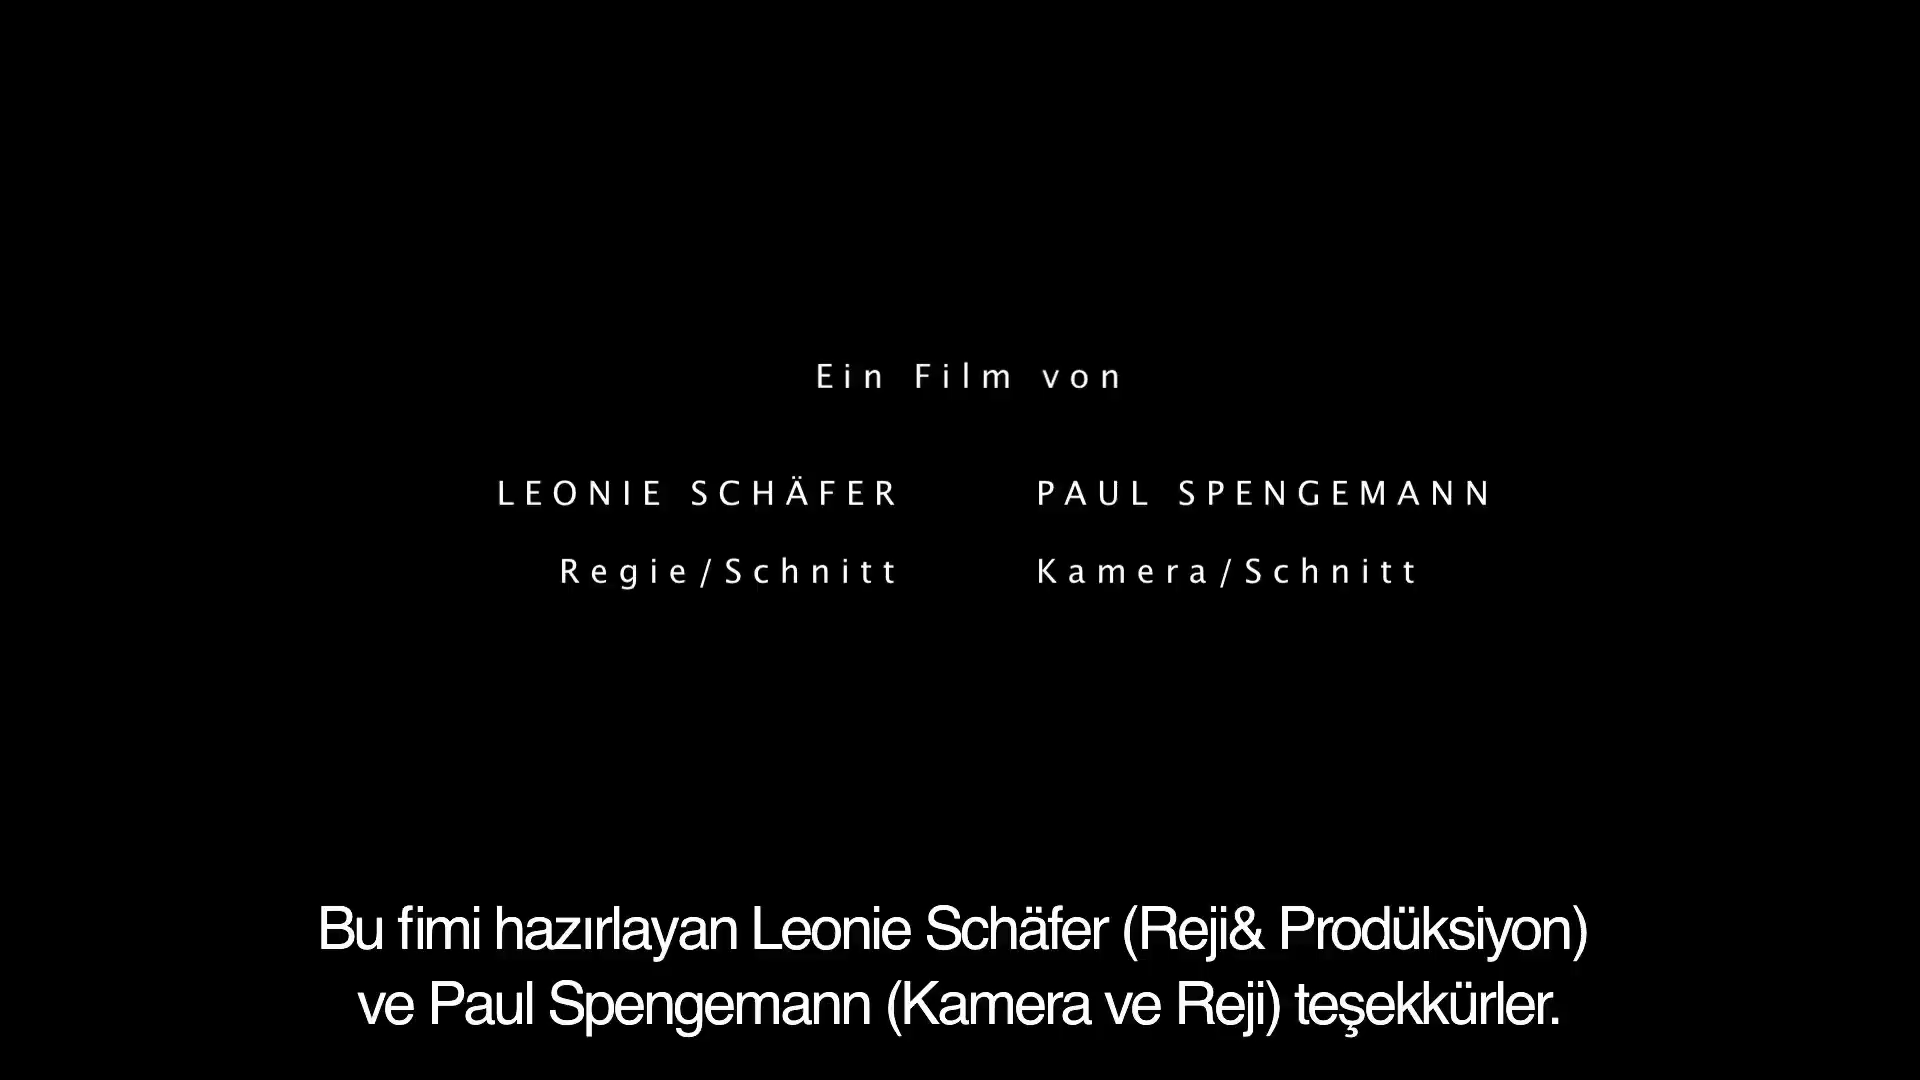 Ein Film von
LEONIE SCHÄFER PAUL SPENGEMANN
Regie/Schnitt Kamera/Schnitt
Bu fimi hazırlayan Leonie Schäfer (Reji& Prodüksiyon)
ve Paul Spengemann (Kamera ve Reji) teşekkürler.